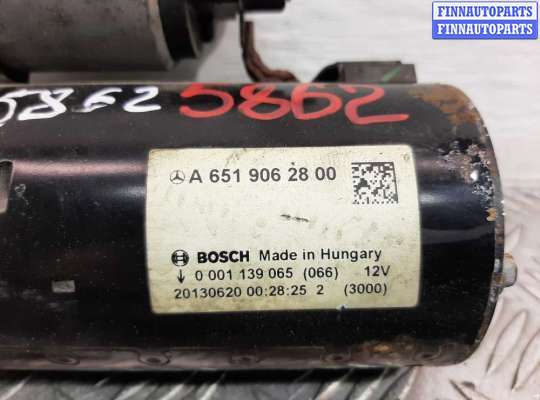 FINNAUTOPARTS
FINNAUTOPARTS
5862 5862
A 651 906 28 00
BOSCH Made in Hungary
↓ 0 001 139 065 (066) 12V
20130620 00:28:25 2 (3000)